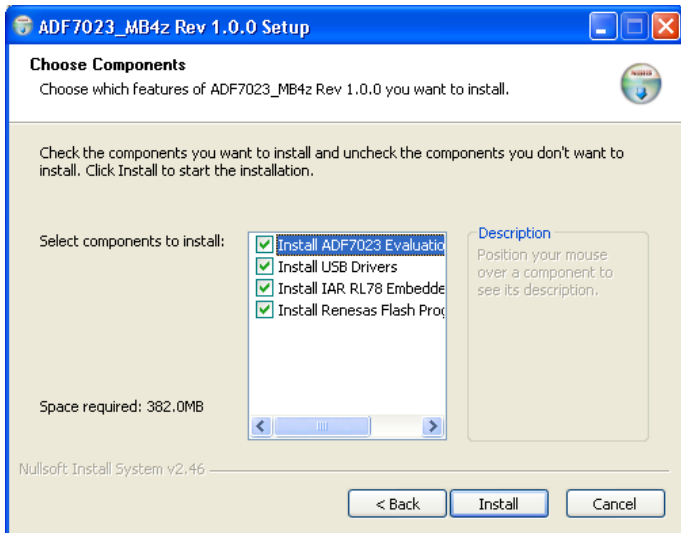 ADF7023_MB4z Rev 1.0.0 Setup
Choose Components
Choose which features of ADF7023_MB4z Rev 1.0.0 you want to install.
Check the components you want to install and uncheck the components you don't want to
install. Click Install to start the installation.
Select components to install:
Install ADF7023 Evaluatio
Install USB Drivers
Install IAR RL78 Embedde
Install Renesas Flash Prog
Description
Position your mouse
over a component to
see its description.
Space required: 382.0MB
Nullsoft Install System v2.46
< Back
Install
Cancel